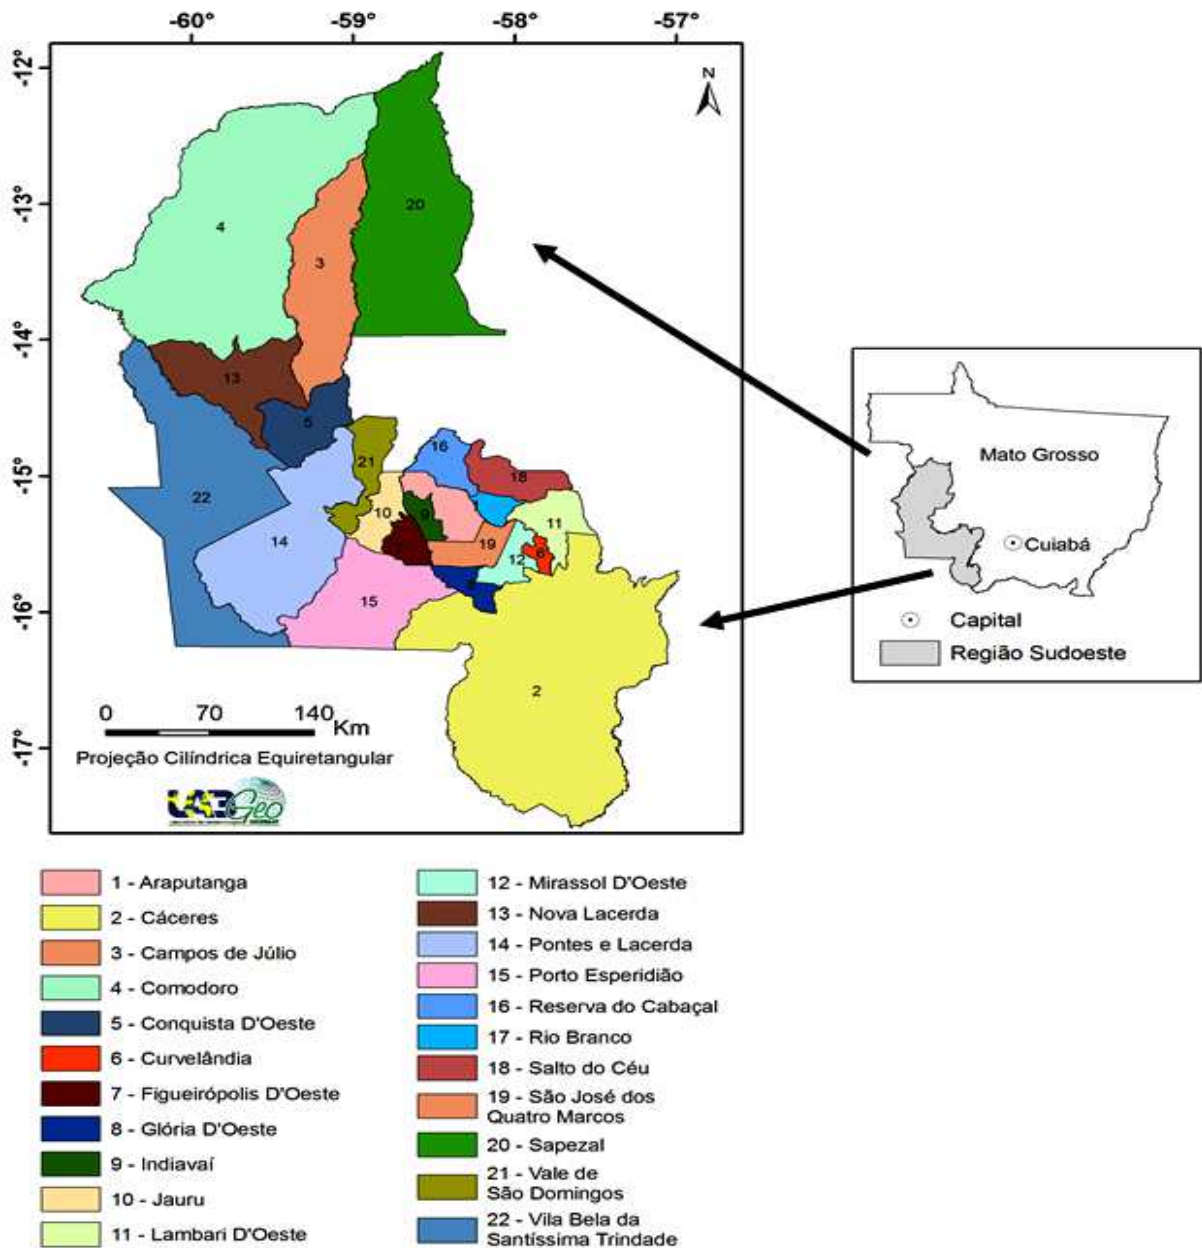 -60° -59° -58° -57°
-12°
-13°
-14°
-15°
-16°
-17°
N
4
20
3
13
5
21
16
18
22
10
9
11
14
19
12
6
15
2
0 70 140 Km
Projeção Cilíndrica Equiretangular
UABGeo
Mato Grosso
Cuiabá
Capital
Região Sudoeste
1 - Araputanga
2 - Cáceres
3 - Campos de Júlio
4 - Comodoro
5 - Conquista D'Oeste
6 - Curvelândia
7 - Figueirópolis D'Oeste
8 - Glória D'Oeste
9 - Indiavaí
10 - Jauru
11 - Lambari D'Oeste
12 - Mirassol D'Oeste
13 - Nova Lacerda
14 - Pontes e Lacerda
15 - Porto Esperidião
16 - Reserva do Cabaçal
17 - Rio Branco
18 - Salto do Céu
19 - São José dos
Quatro Marcos
20 - Sapezal
21 - Vale de
São Domingos
22 - Vila Bela da
Santíssima Trindade